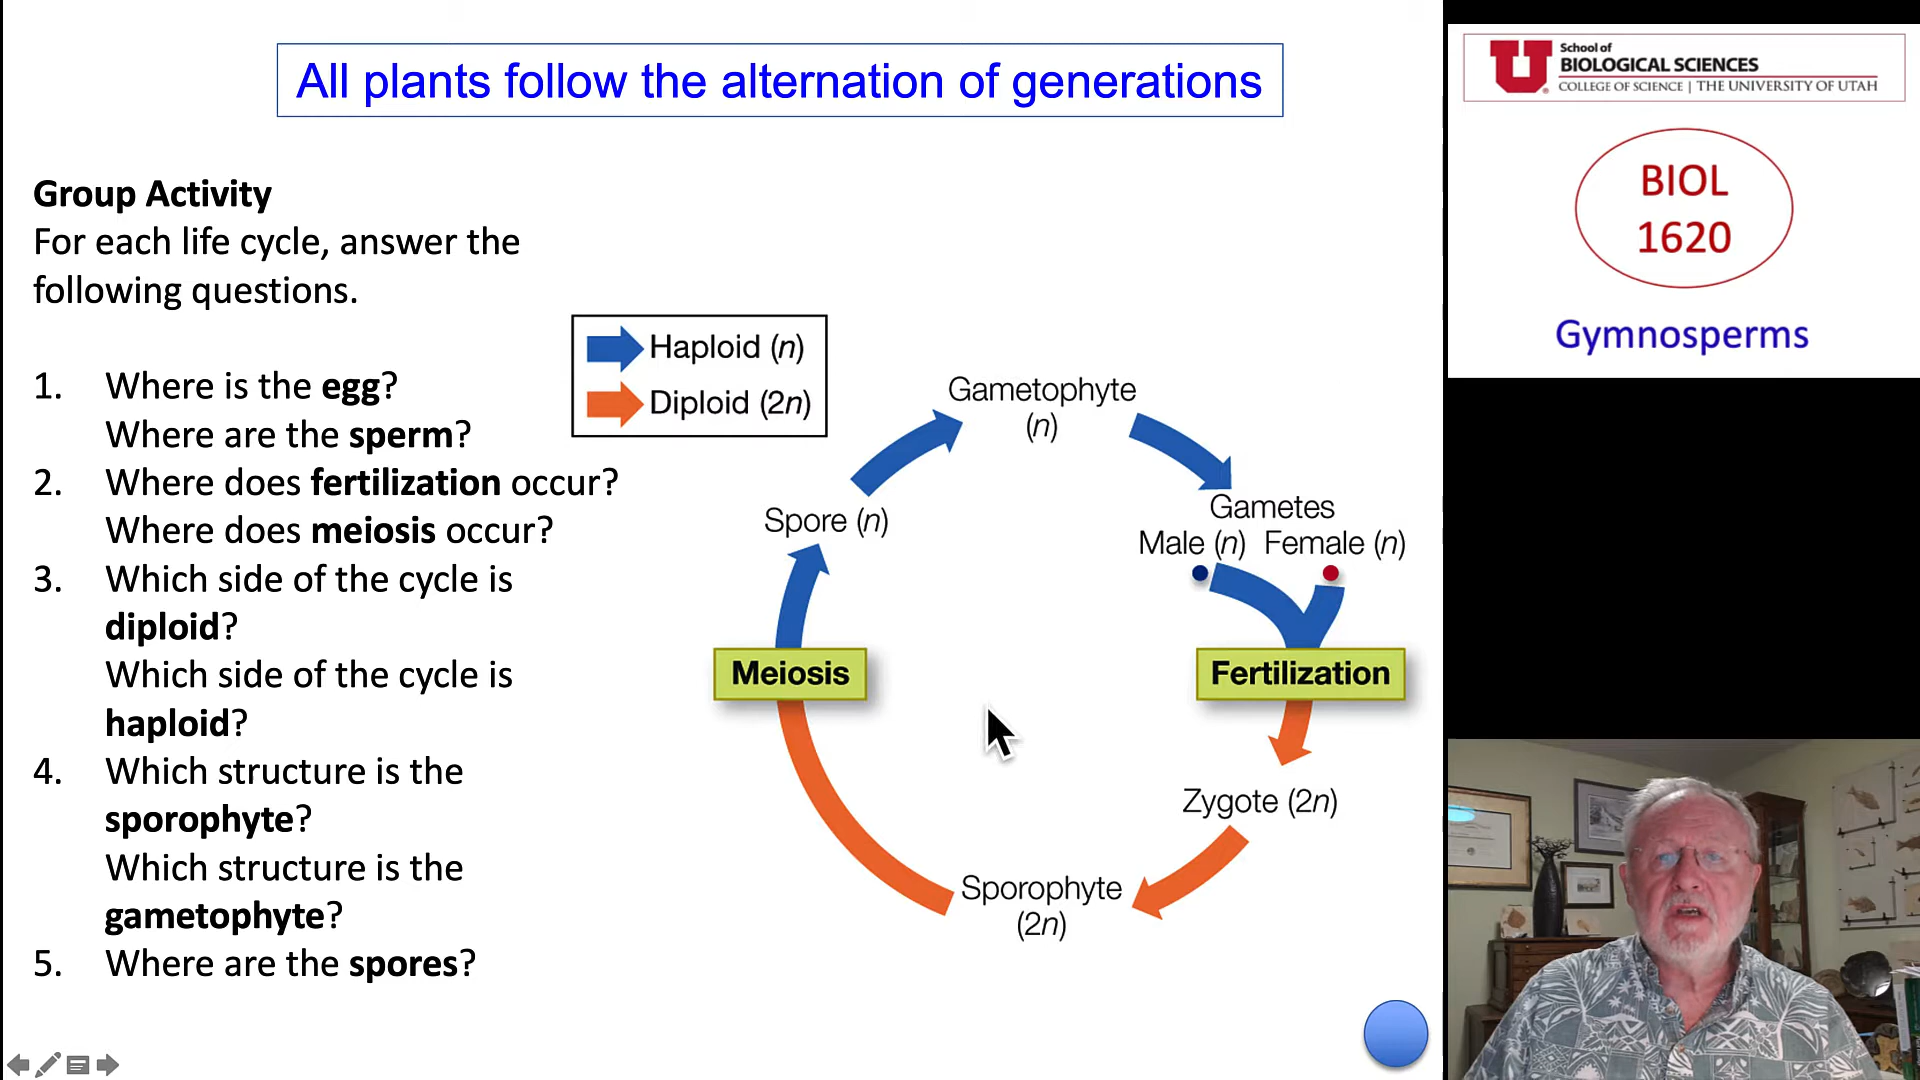 All plants follow the alternation of generations
Group Activity
For each life cycle, answer the
following questions.
1. Where is the egg?
Where are the sperm?
2. Where does fertilization occur?
Where does meiosis occur?
3. Which side of the cycle is
diploid?
Which side of the cycle is
haploid?
4. Which structure is the
sporophyte?
Which structure is the
gametophyte?
5. Where are the spores?
Haploid (n)
Diploid (2n)
Gametophyte
(n)
Gametes
Male (n) Female (n)
Spore (n)
Meiosis
Fertilization
Zygote (2n)
Sporophyte
(2n)
School of
BIOLOGICAL SCIENCES
COLLEGE OF SCIENCE | THE UNIVERSITY OF UTAH
BIOL
1620
Gymnosperms